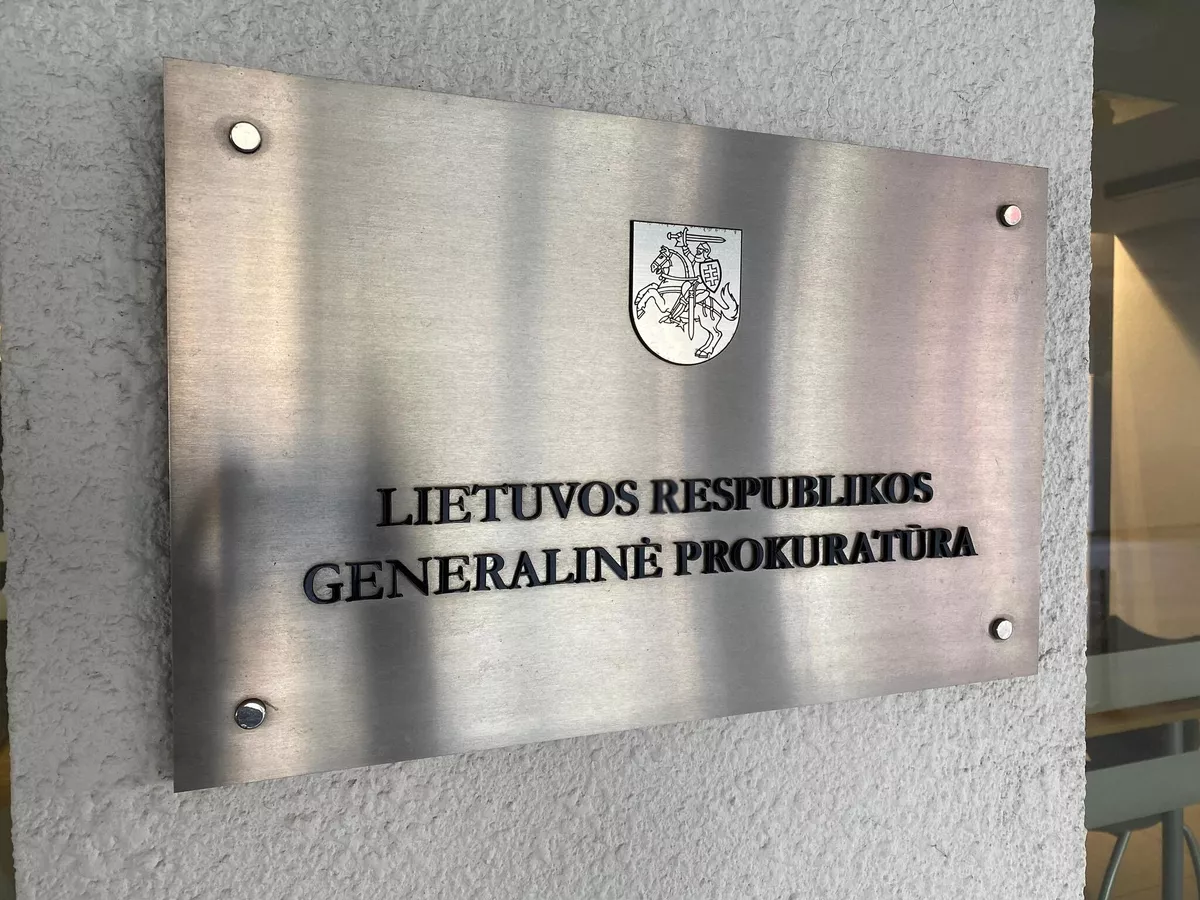 LIETUVOS RESPUBLIKOS
GENERALINĖ PROKURATŪRA